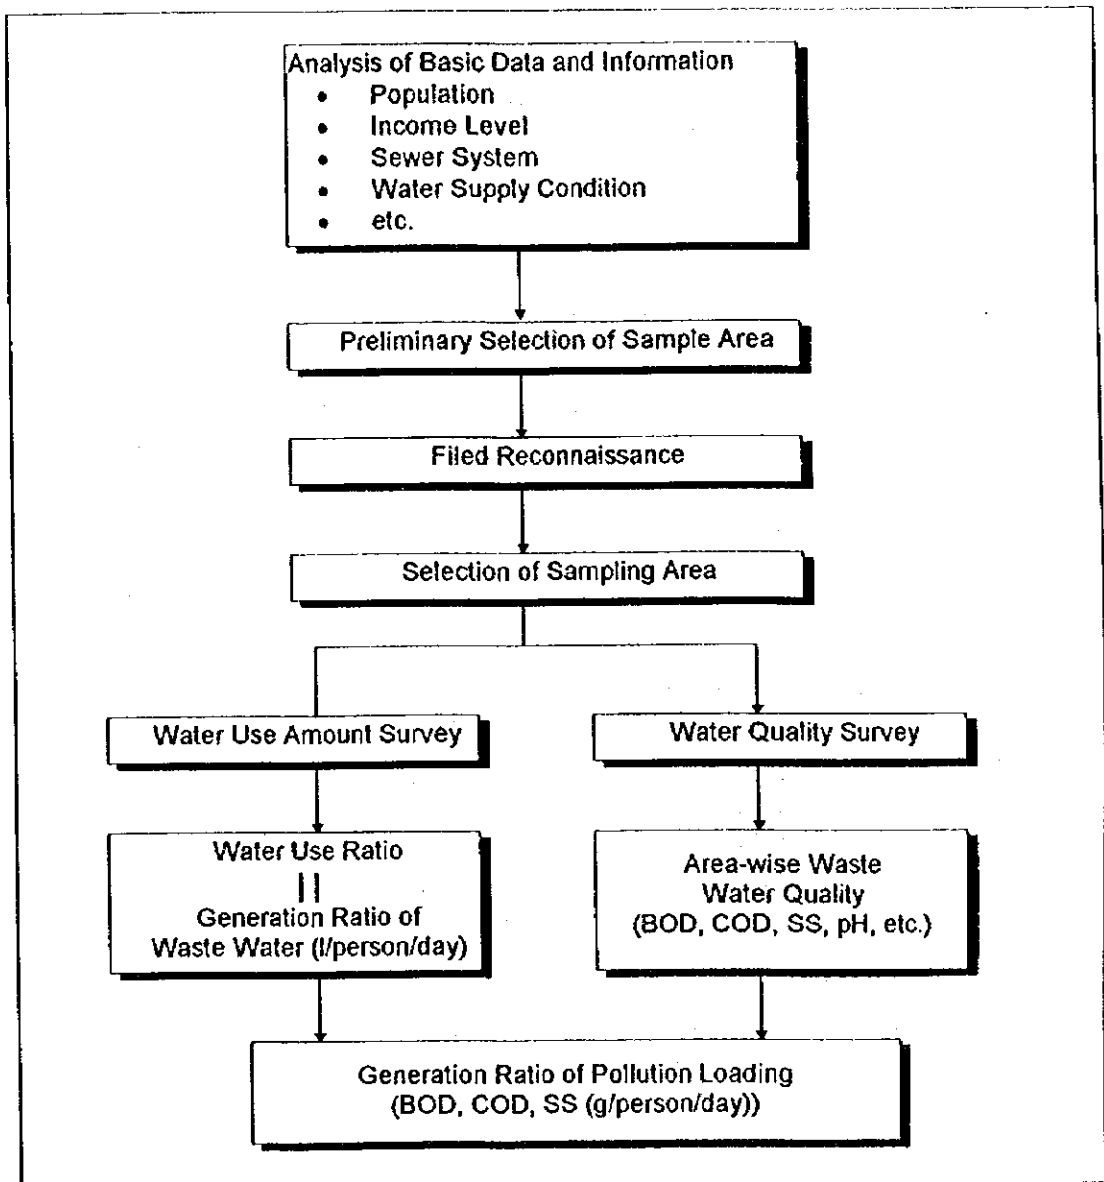 Analysis of Basic Data and Information
• Population
• Income Level
• Sewer System
• Water Supply Condition
• etc.
Preliminary Selection of Sample Area
Filed Reconnaissance
Selection of Sampling Area
Water Use Amount Survey
Water Quality Survey
Water Use Ratio
||
Generation Ratio of
Waste Water (l/person/day)
Area-wise Waste
Water Quality
(BOD, COD, SS, pH, etc.)
Generation Ratio of Pollution Loading
(BOD, COD, SS (g/person/day))